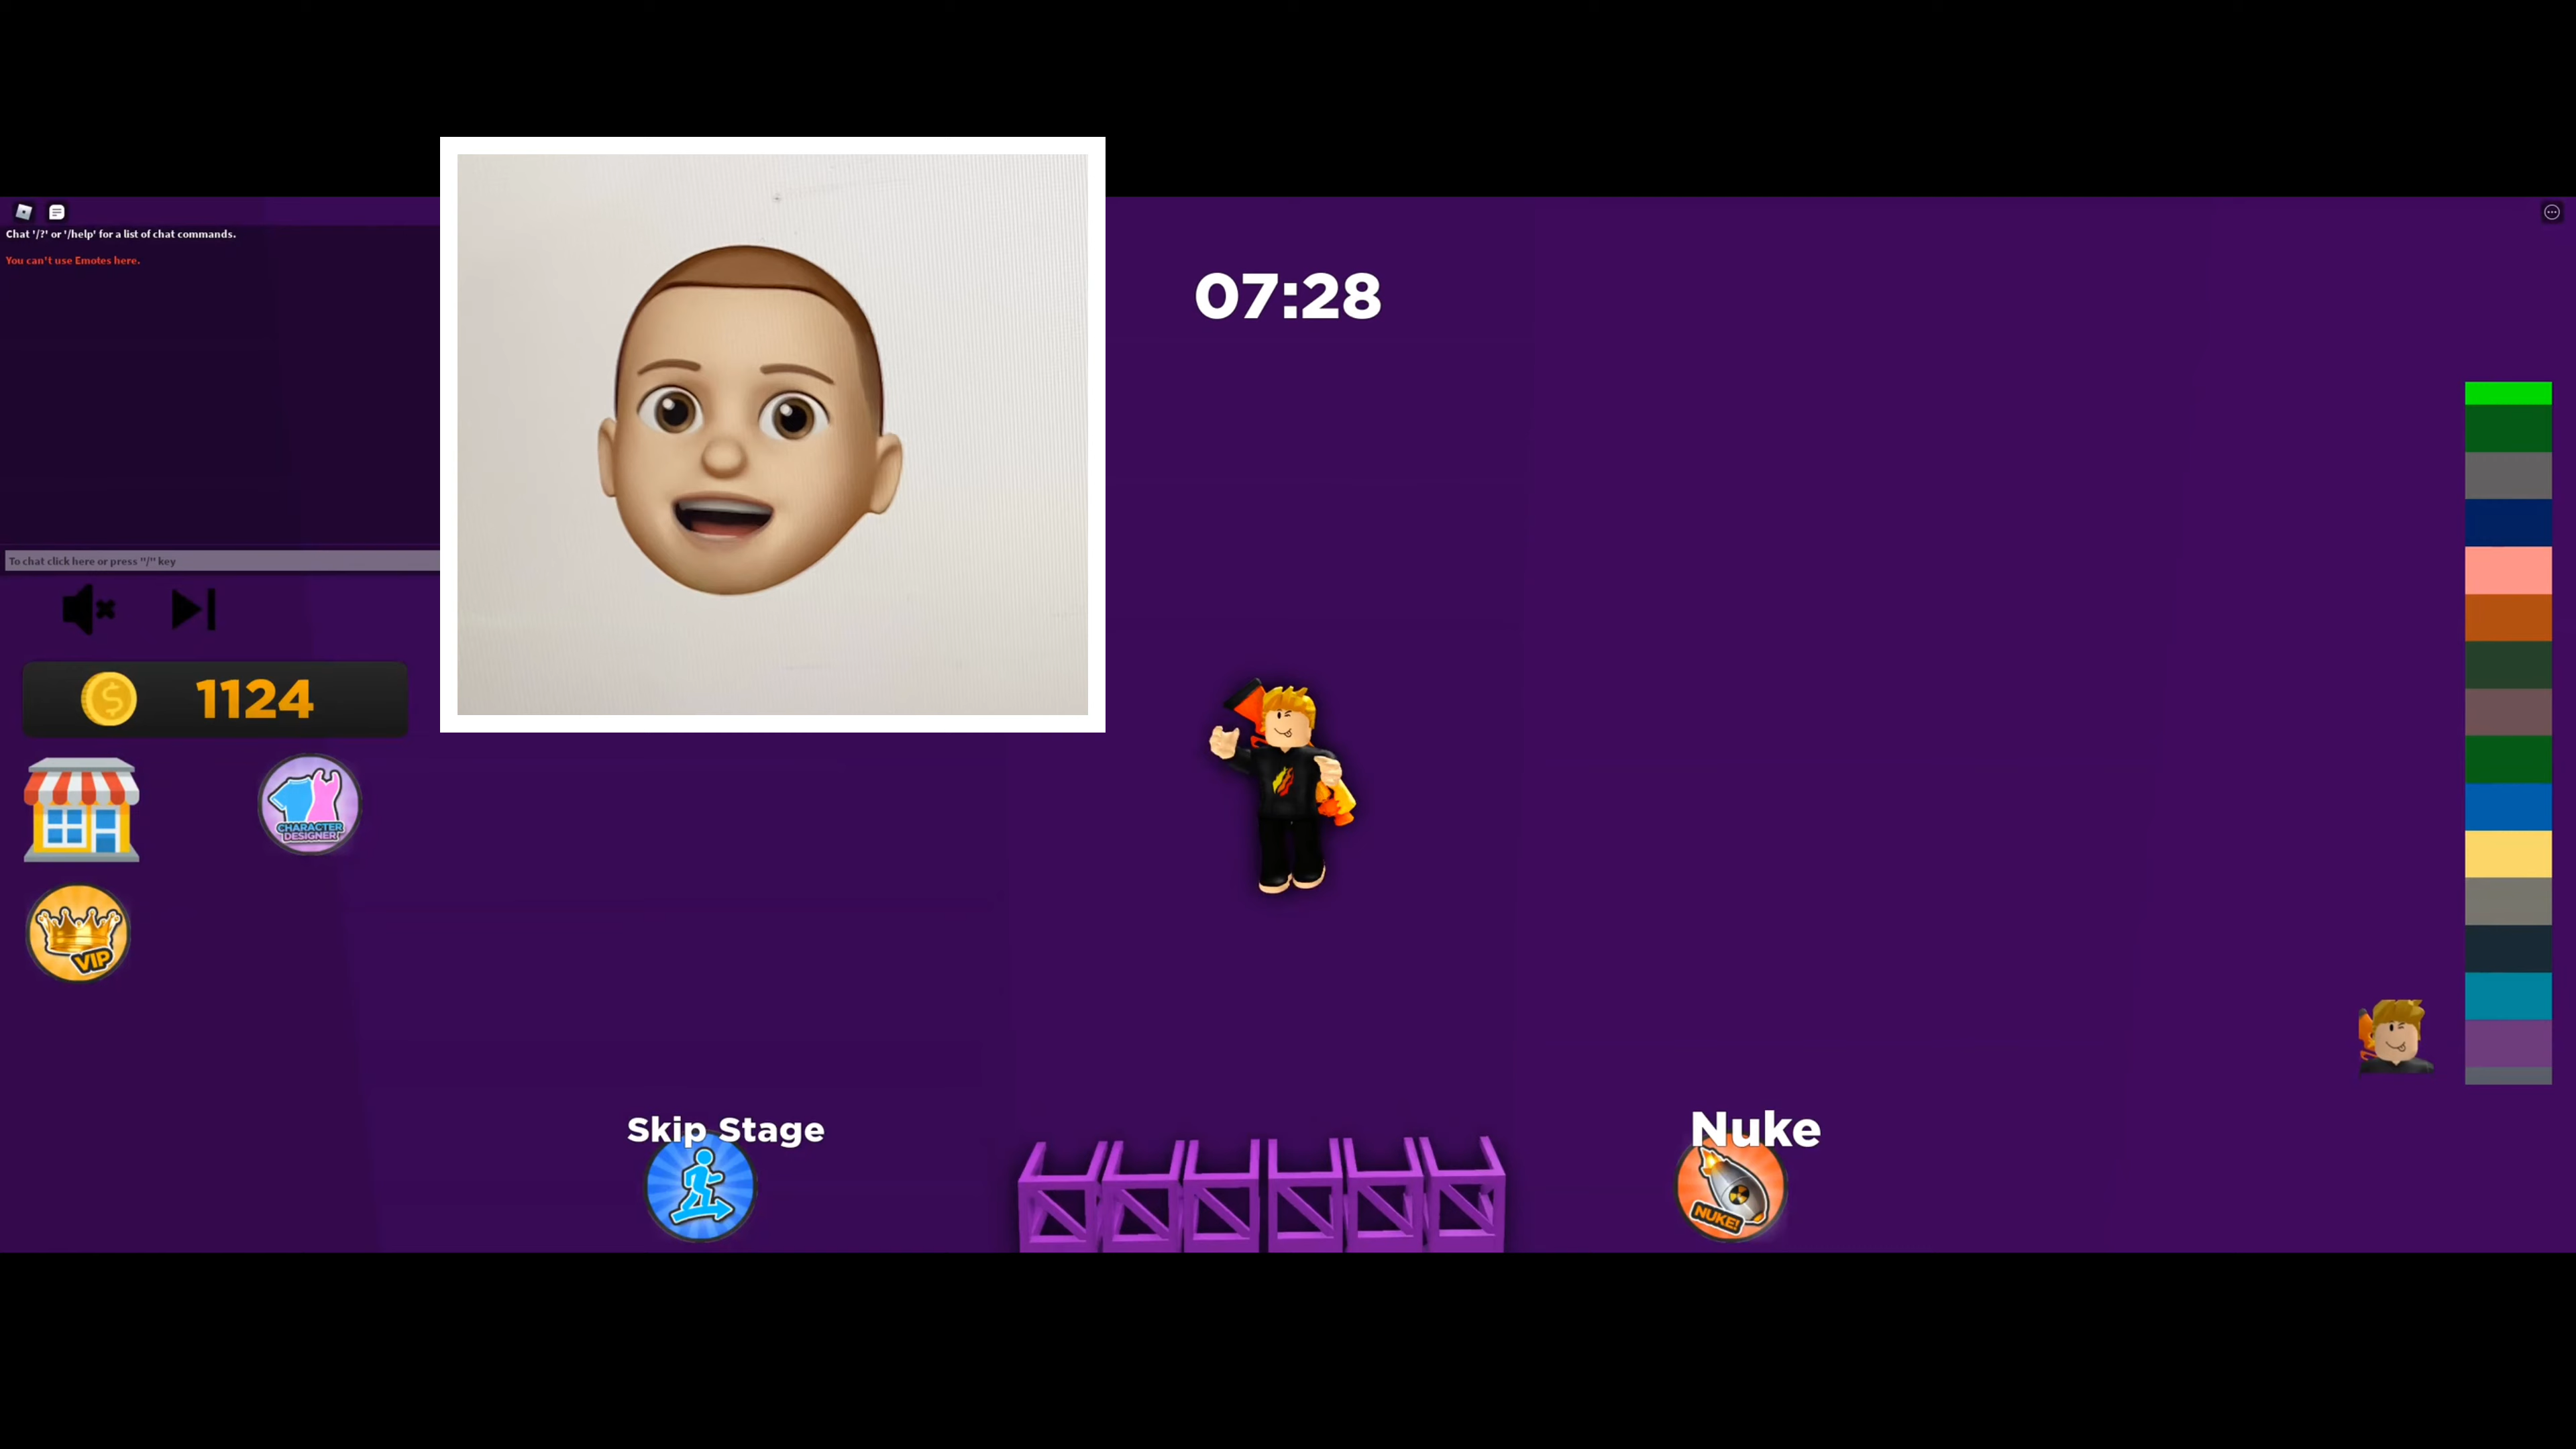 Chat '/?' or '/help' for a list of chat commands.
You can't use Emotes here.
07:28
To chat click here or press "/" key
1124
CHARACTER
DESIGNER
VIP
Skip Stage
Nuke
NUKE!